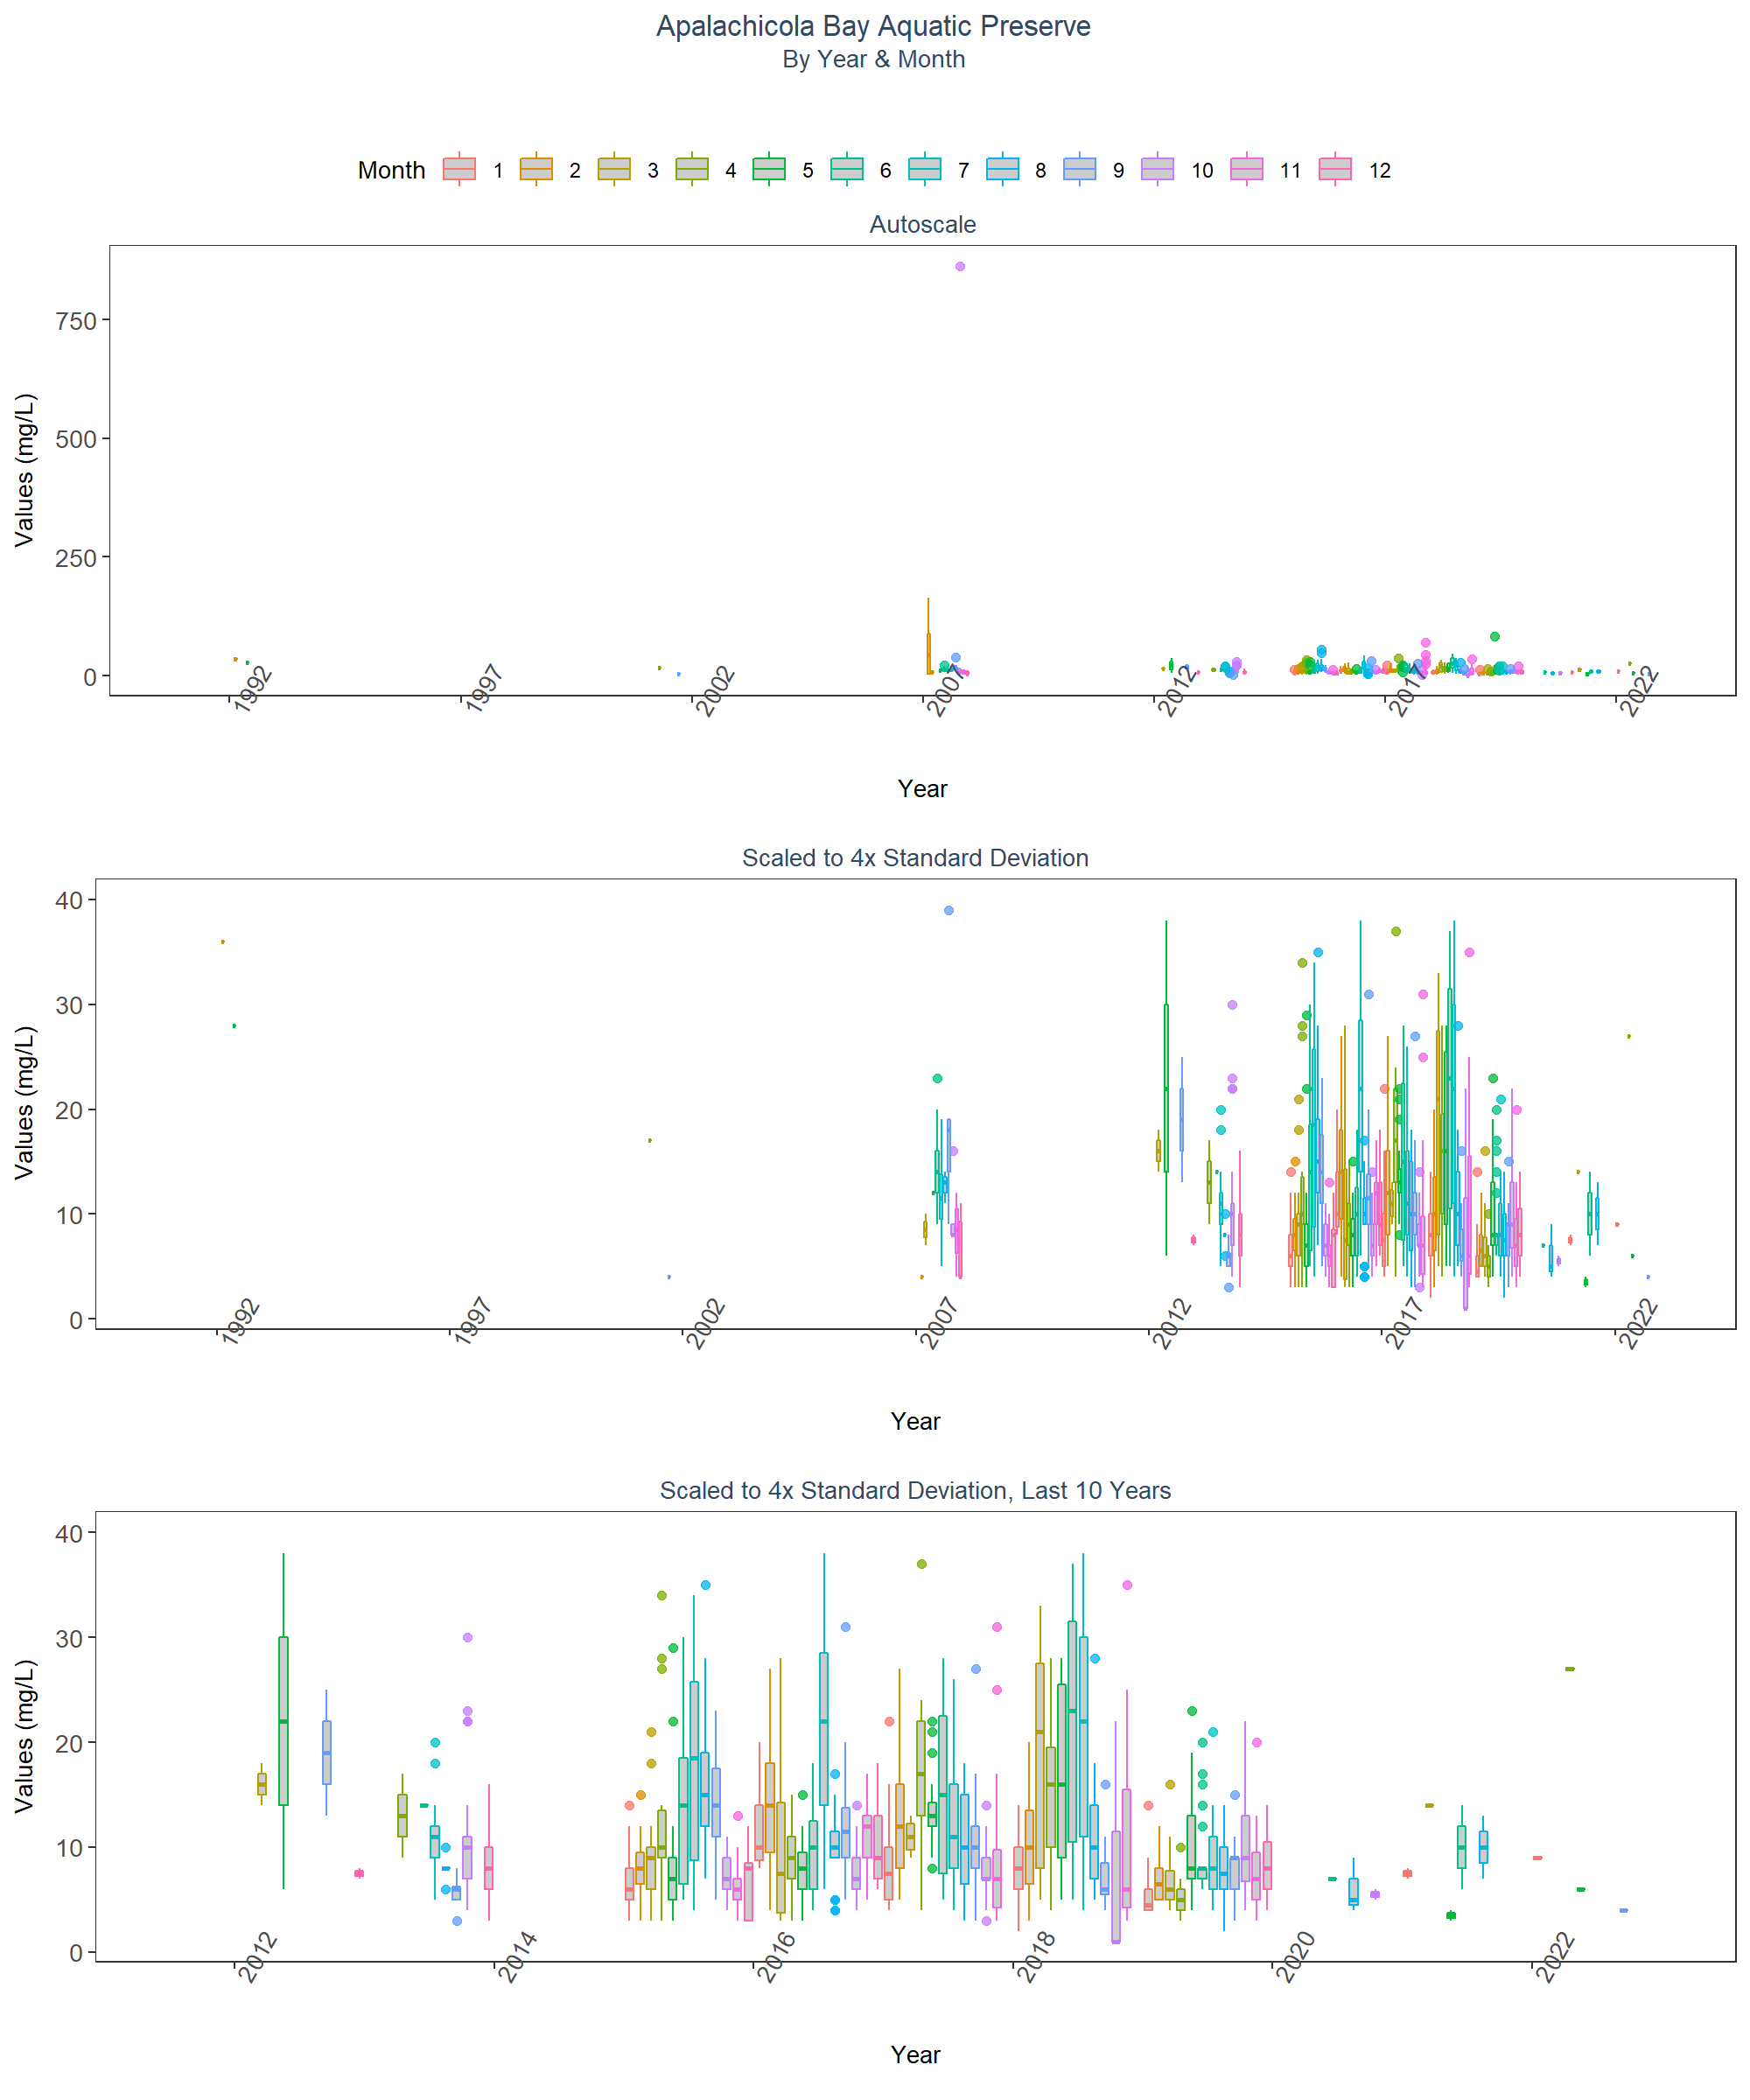 Apalachicola Bay Aquatic Preserve
By Year & Month
Month 1 2 3 4 5 6 7 8 9 10 11 12
Autoscale
Values (mg/L)
750
500
250
0
1992 1997 2002 2007 2012 2017 2022
Year
Scaled to 4x Standard Deviation
Values (mg/L)
40
30
20
10
0
1992 1997 2002 2007 2012 2017 2022
Year
Scaled to 4x Standard Deviation, Last 10 Years
Values (mg/L)
40
30
20
10
0
2012 2014 2016 2018 2020 2022
Year